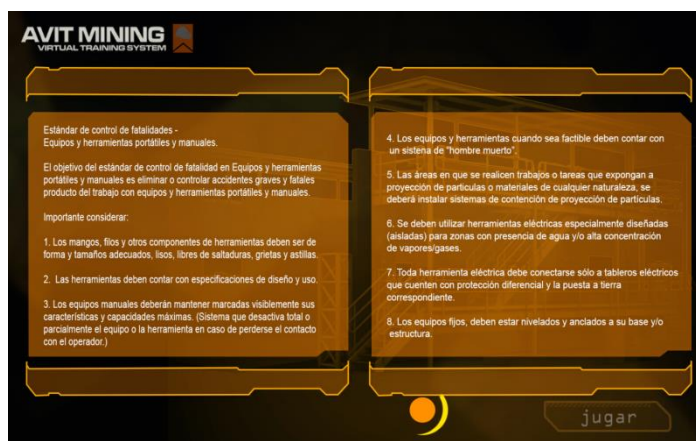 AVIT MINING
VIRTUAL TRAINING SYSTEM
Estándar de control de fatalidades -
Equipos y herramientas portátiles y manuales.
El objetivo del estándar de control de fatalidad en Equipos y herramientas
portátiles y manuales es eliminar o controlar accidentes graves y fatales
producto del trabajo con equipos y herramientas portátiles y manuales.
Importante considerar:
1. Los mangos, filos y otros componentes de herramientas deben ser de
forma y tamaños adecuados, lisos, libres de saltaduras, grietas y astillas.
2. Las herramientas deben contar con especificaciones de diseño y uso.
3. Los equipos manuales deberán mantener marcadas visiblemente sus
características y capacidades máximas. (Sistema que desactiva total o
parcialmente el equipo o la herramienta en caso de perderse el contacto
con el operador.)
4. Los equipos y herramientas cuando sea factible deben contar con
un sistena de "hombre muerto".
5. Las áreas en que se realicen trabajos o tareas que expongan a
proyección de particulas o materiales de cualquier naturaleza, se
deberá instalar sistemas de contención de proyección de partículas.
6. Se deben utilizar herramientas eléctricas especialmente diseñadas
(aisladas) para zonas con presencia de agua y/o alta concentración
de vapores/gases.
7. Toda herramienta eléctrica debe conectarse sólo a tableros eléctricos
que cuenten con protección diferencial y la puesta a tierra
correspondiente.
8. Los equipos fijos, deben estar nivelados y anclados a su base y/o
estructura.
jugar